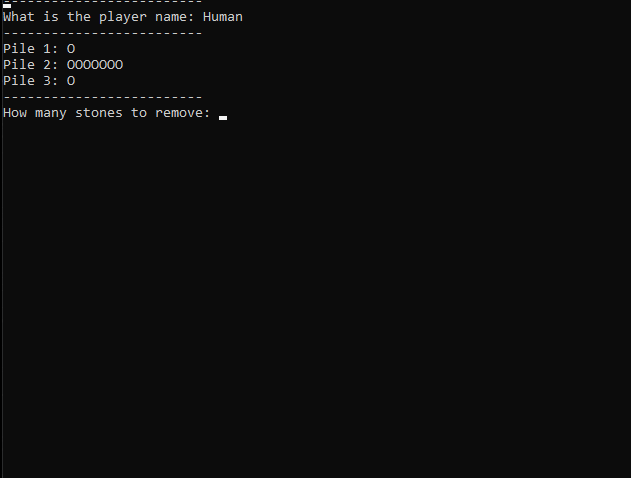 -------------------------
What is the player name: Human
-------------------------
Pile 1: O
Pile 2: OOOOOOO
Pile 3: O
-------------------------
How many stones to remove: